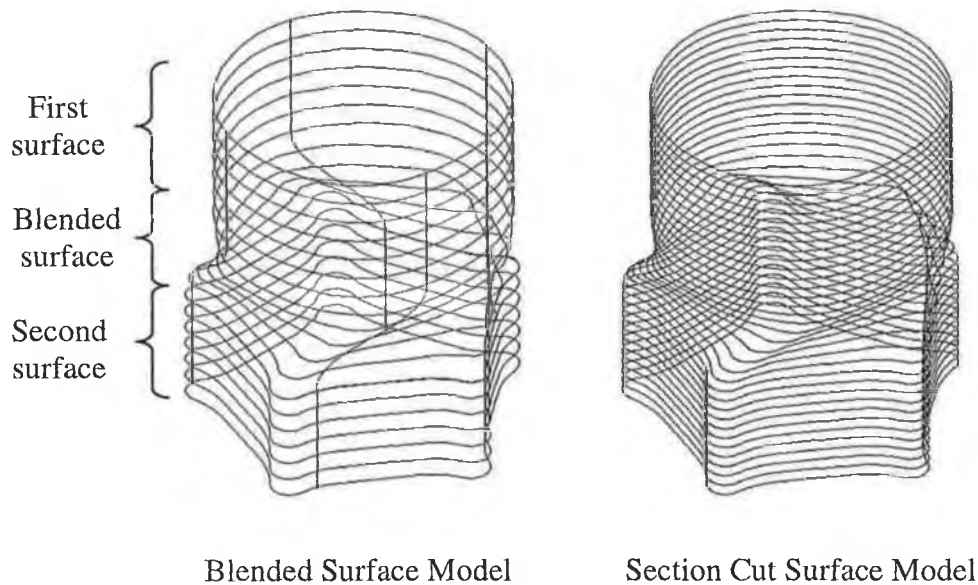 First
surface
Blended
surface
Second
surface
Blended Surface Model
Section Cut Surface Model